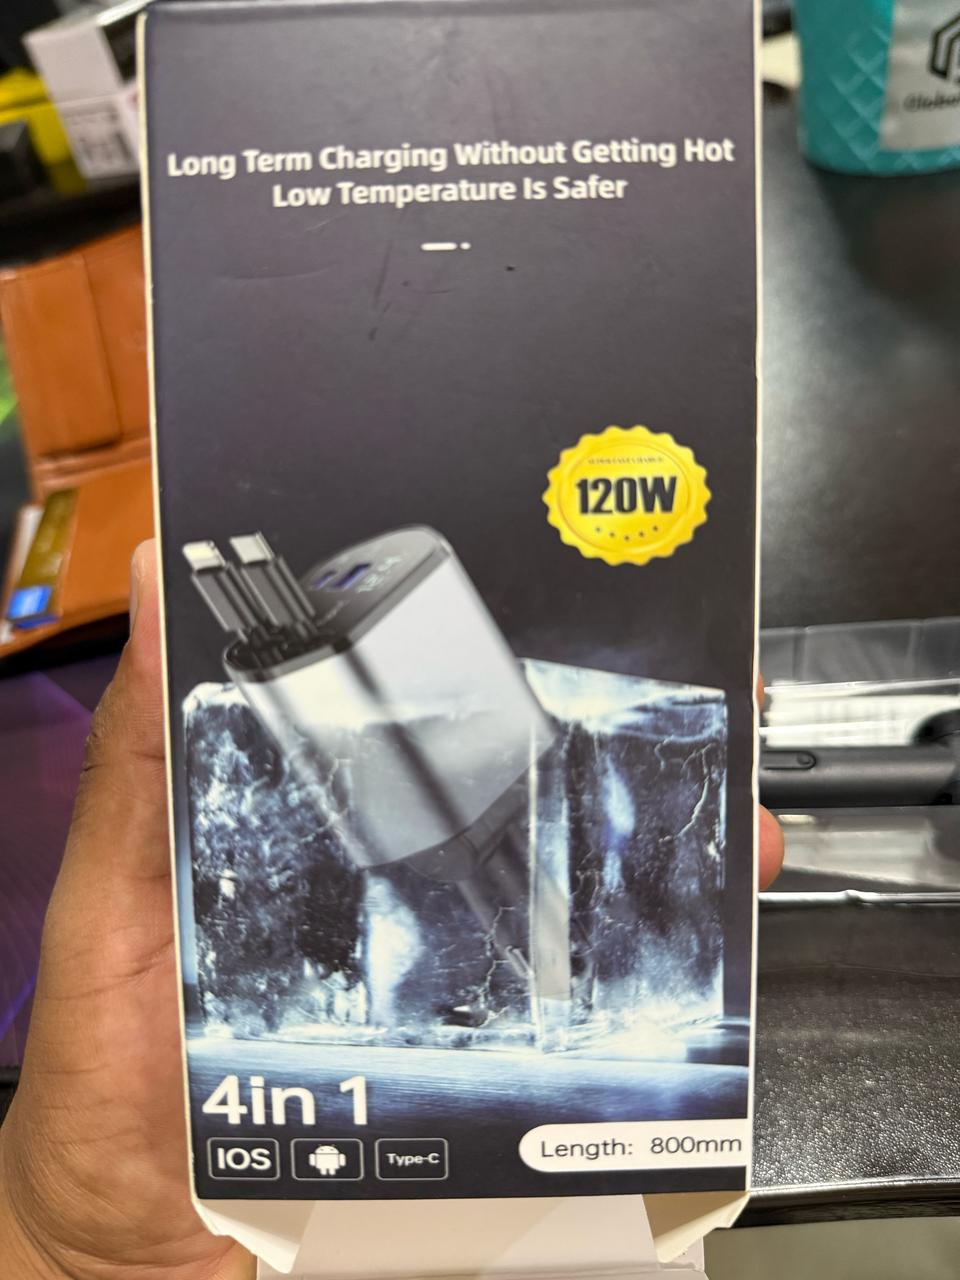 Long Term Charging Without Getting Hot
Low Temperature Is Safer
120W
4in 1
IOS
Type-C
Length: 800mm